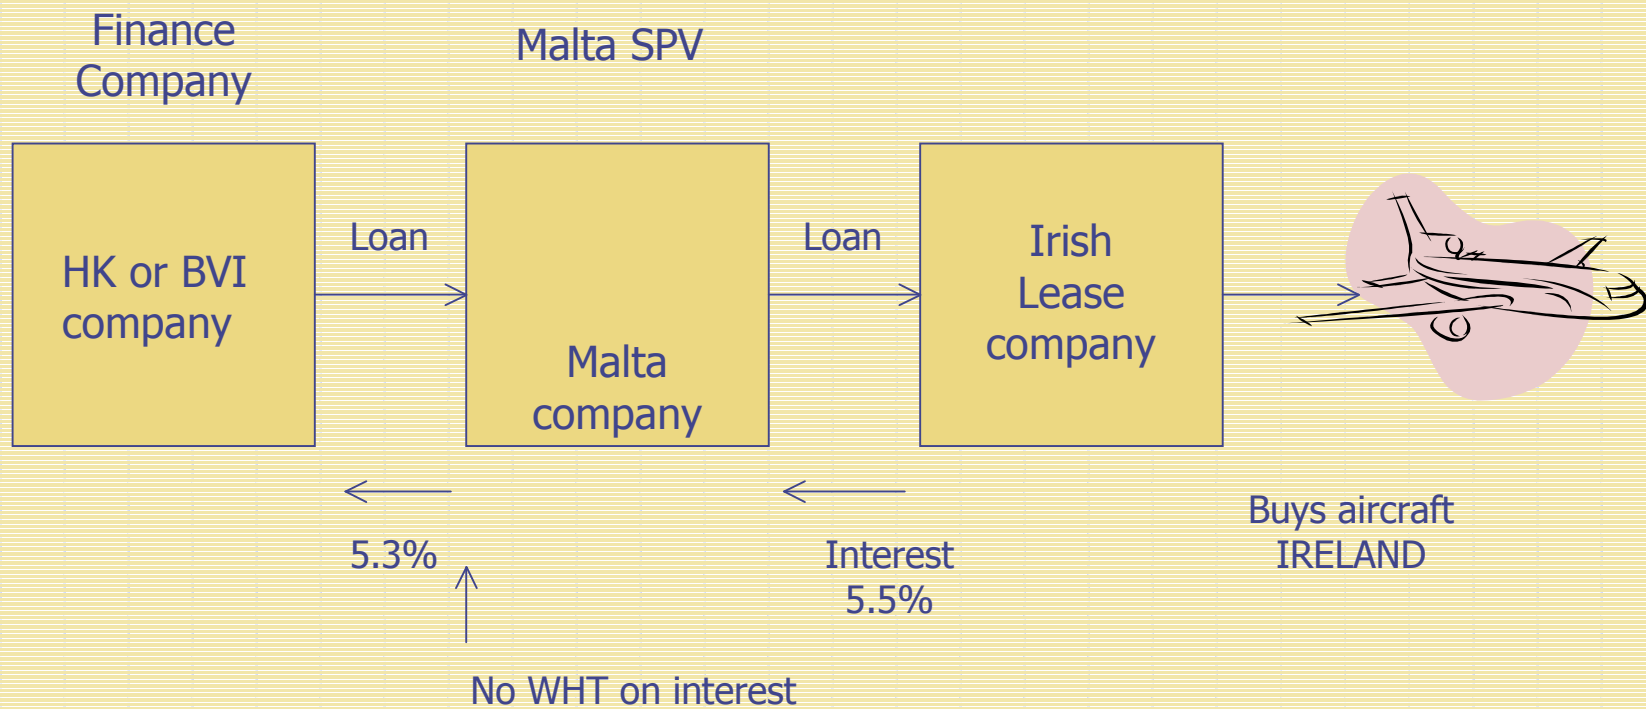 Finance
Company
Malta SPV
HK or BVI
company
Loan
Malta
company
Loan
Irish
Lease
company
5.3%
Interest
5.5%
Buys aircraft
IRELAND
No WHT on interest